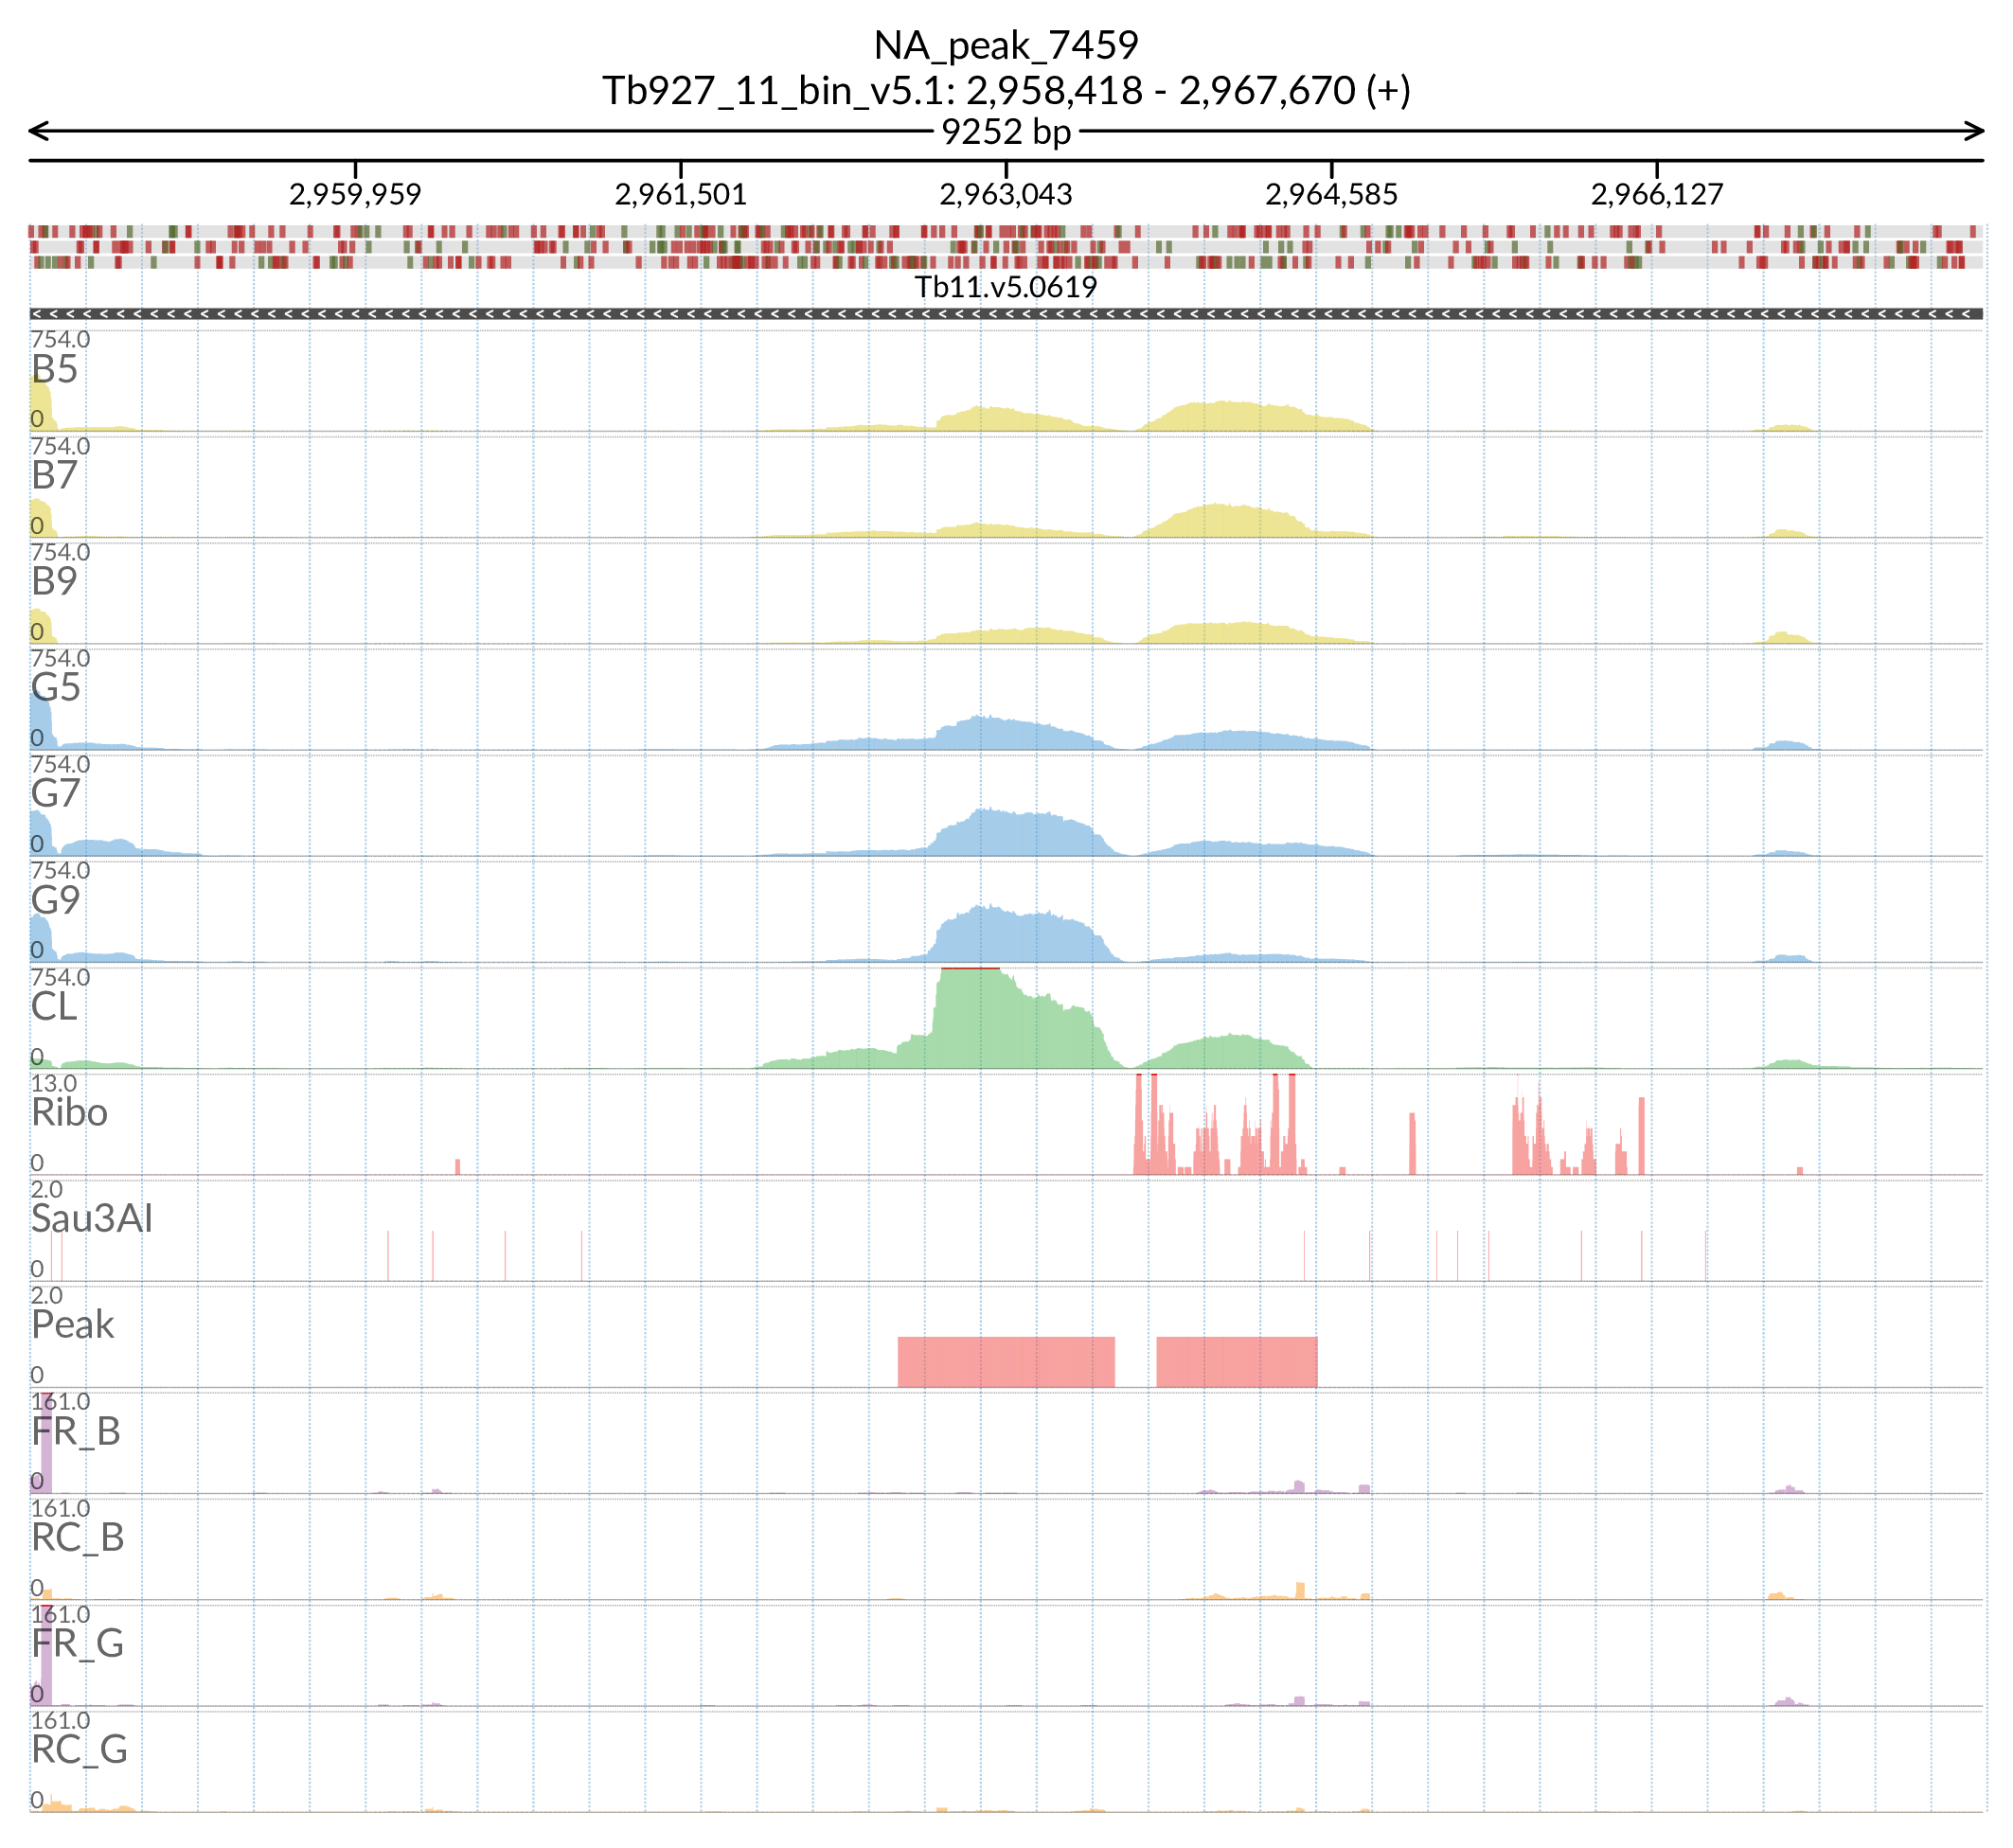 NA_peak_7459
Tb927_11_bin_v5.1: 2,958,418 - 2,967,670 (+)
9252 bp
2,959,959 2,961,501 2,963,043 2,964,585 2,966,127
Tb11.v5.0619
754.0
B5
0
754.0
B7
0
754.0
B9
0
754.0
G5
0
754.0
G7
0
754.0
G9
0
754.0
CL
0
13.0
Ribo
0
2.0
Sau3AI
0
2.0
Peak
0
161.0
FR_B
0
161.0
RC_B
0
161.0
FR_G
0
161.0
RC_G
0